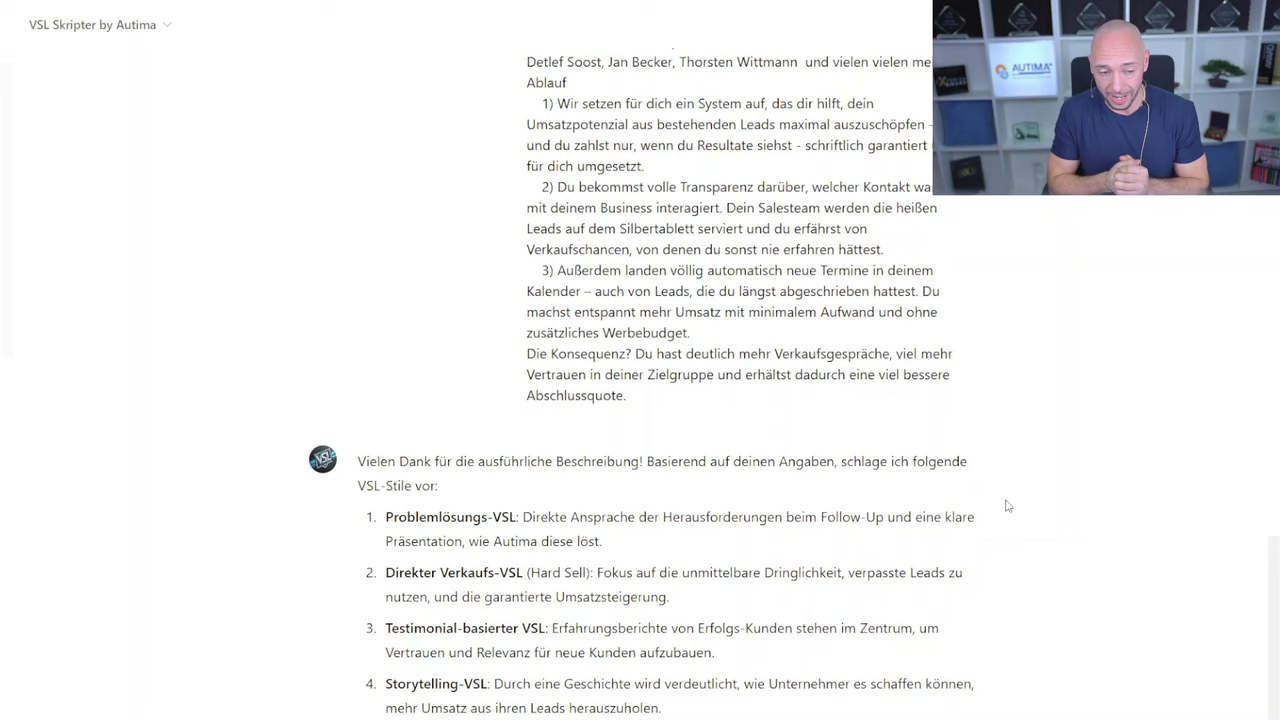 VSL Skripter by Autima
Detlef Soost, Jan Becker, Thorsten Wittmann und vielen vielen me
Ablauf
1) Wir setzen für dich ein System auf, das dir hilft, dein
Umsatzpotenzial aus bestehenden Leads maximal auszuschöpfen -
und du zahlst nur, wenn du Resultate siehst - schriftlich garantiert
für dich umgesetzt.
2) Du bekommst volle Transparenz darüber, welcher Kontakt wa
mit deinem Business interagiert. Dein Salesteam werden die heißen
Leads auf dem Silbertablett serviert und du erfährst von
Verkaufschancen, von denen du sonst nie erfahren hättest.
3) Außerdem landen völlig automatisch neue Termine in deinem
Kalender – auch von Leads, die du längst abgeschrieben hattest. Du
machst entspannt mehr Umsatz mit minimalem Aufwand und ohne
zusätzliches Werbebudget.
Die Konsequenz? Du hast deutlich mehr Verkaufsgespräche, viel mehr
Vertrauen in deiner Zielgruppe und erhältst dadurch eine viel bessere
Abschlussquote.
VSL
Vielen Dank für die ausführliche Beschreibung! Basierend auf deinen Angaben, schlage ich folgende
VSL-Stile vor:
1. Problemlösungs-VSL: Direkte Ansprache der Herausforderungen beim Follow-Up und eine klare
Präsentation, wie Autima diese löst.
2. Direkter Verkaufs-VSL (Hard Sell): Fokus auf die unmittelbare Dringlichkeit, verpasste Leads zu
nutzen, und die garantierte Umsatzsteigerung.
3. Testimonial-basierter VSL: Erfahrungsberichte von Erfolgs-Kunden stehen im Zentrum, um
Vertrauen und Relevanz für neue Kunden aufzubauen.
4. Storytelling-VSL: Durch eine Geschichte wird verdeutlicht, wie Unternehmer es schaffen können,
mehr Umsatz aus ihren Leads herauszuholen.
AUTIMA